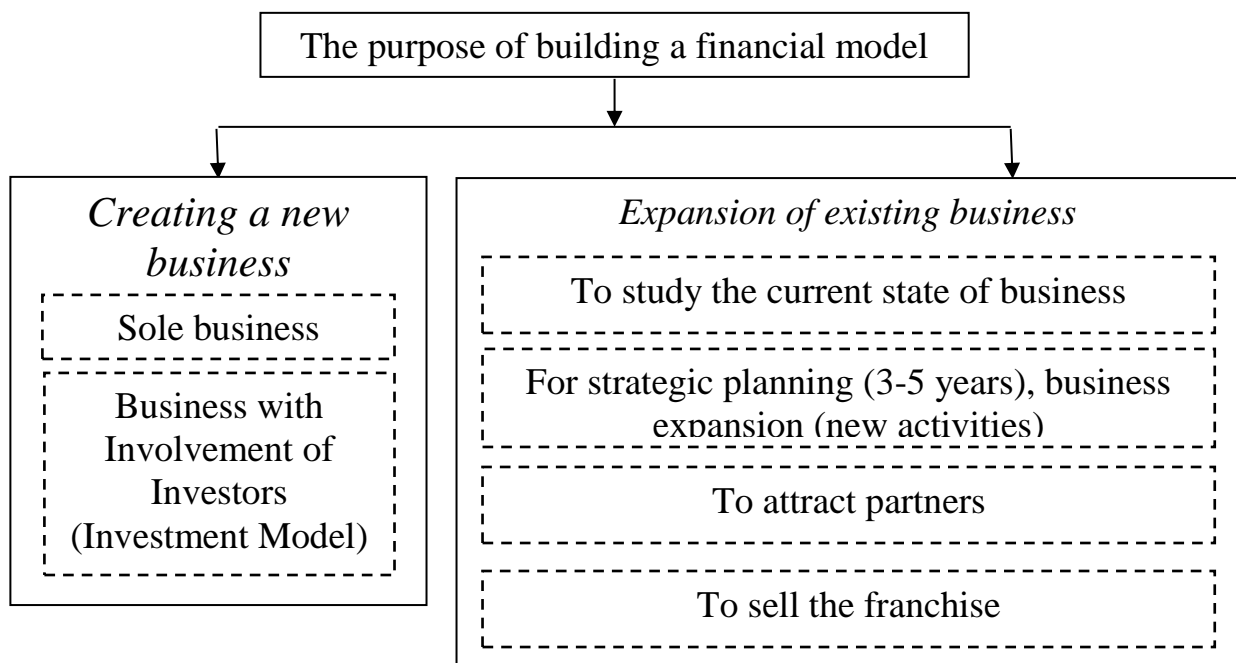 The purpose of building a financial model
Creating a new
business
Sole business
Business with
Involvement of
Investors
(Investment Model)
Expansion of existing business
To study the current state of business
For strategic planning (3-5 years), business
expansion (new activities)
To attract partners
To sell the franchise